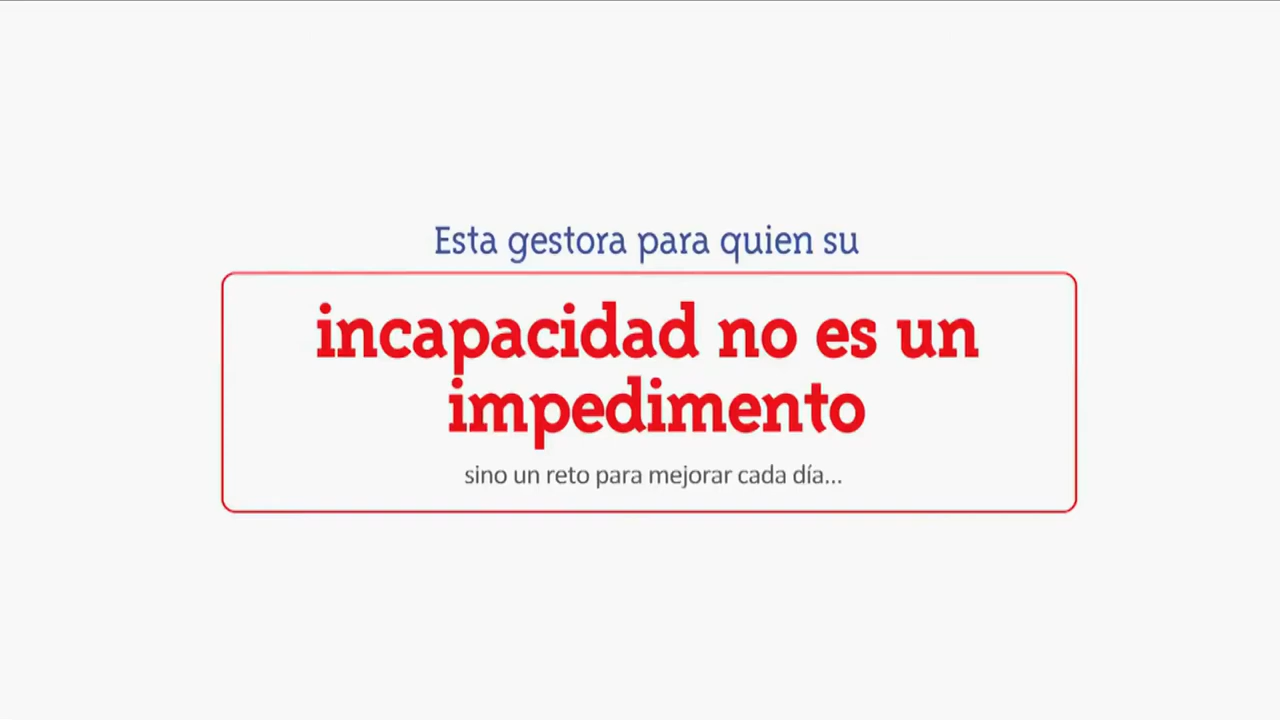 Esta gestora para quien su
incapacidad no es un
impedimento
sino un reto para mejorar cada día...